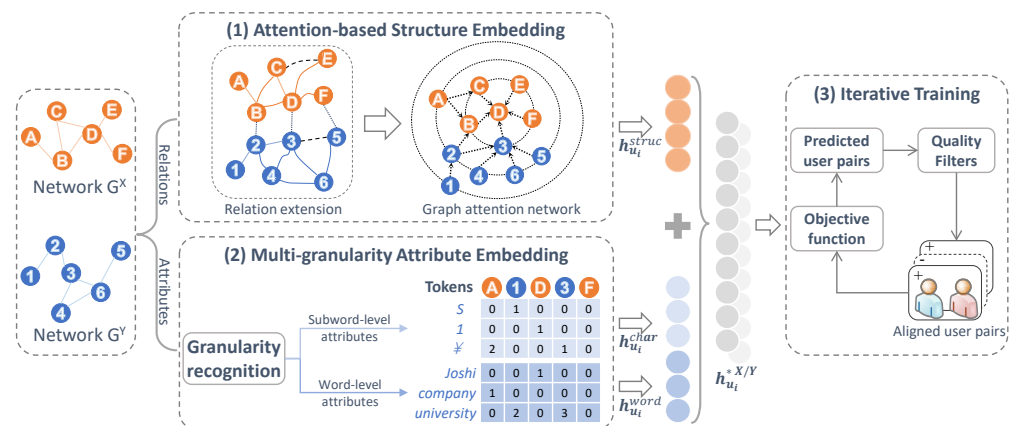 (1) Attention-based Structure Embedding
A
B
C
D
E
F
1
2
3
4
5
6
Relation extension
A
B
C
D
E
F
1
2
3
4
5
6
Graph attention network
C
E
A
D
B
F
Network G^X
2
5
1
3
6
4
Network G^Y
Relations
Attributes
(2) Multi-granularity Attribute Embedding
Granularity
recognition
Subword-level
attributes
Word-level
attributes
Tokens A 1 D 3 F
S 0 1 0 0 0
1 0 0 1 0 0
¥ 2 0 0 1 0
Joshi 0 0 1 0 0
company 1 0 0 0 0
university 0 2 0 3 0
h_{u_i}^{struc}
h_{u_i}^{char}
h_{u_i}^{word}
+
h_{u_i}^{* X/Y}
(3) Iterative Training
Predicted
user pairs
Quality
Filters
Objective
function
+
-
+
Aligned user pairs